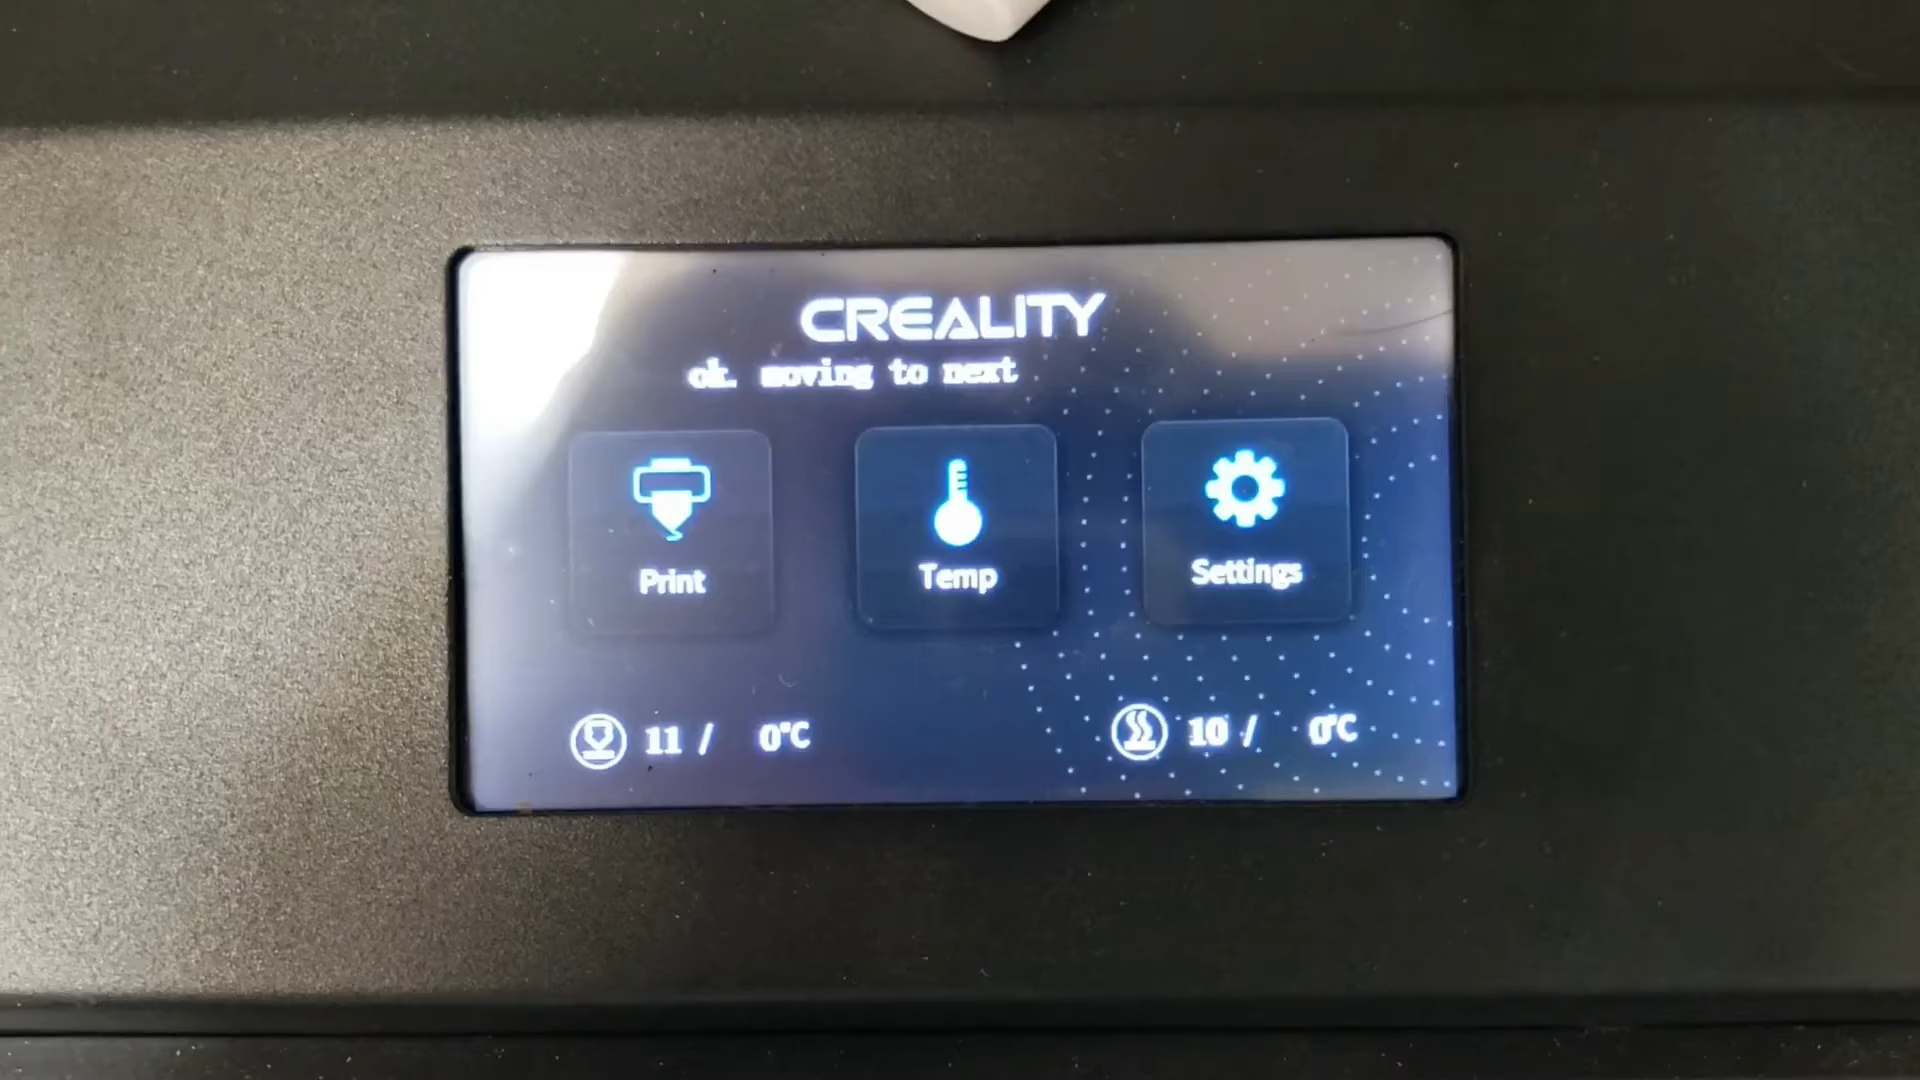 CREALITY
ok. moving to next
Print
Temp
Settings
11 / 0°C
10 / 0°C